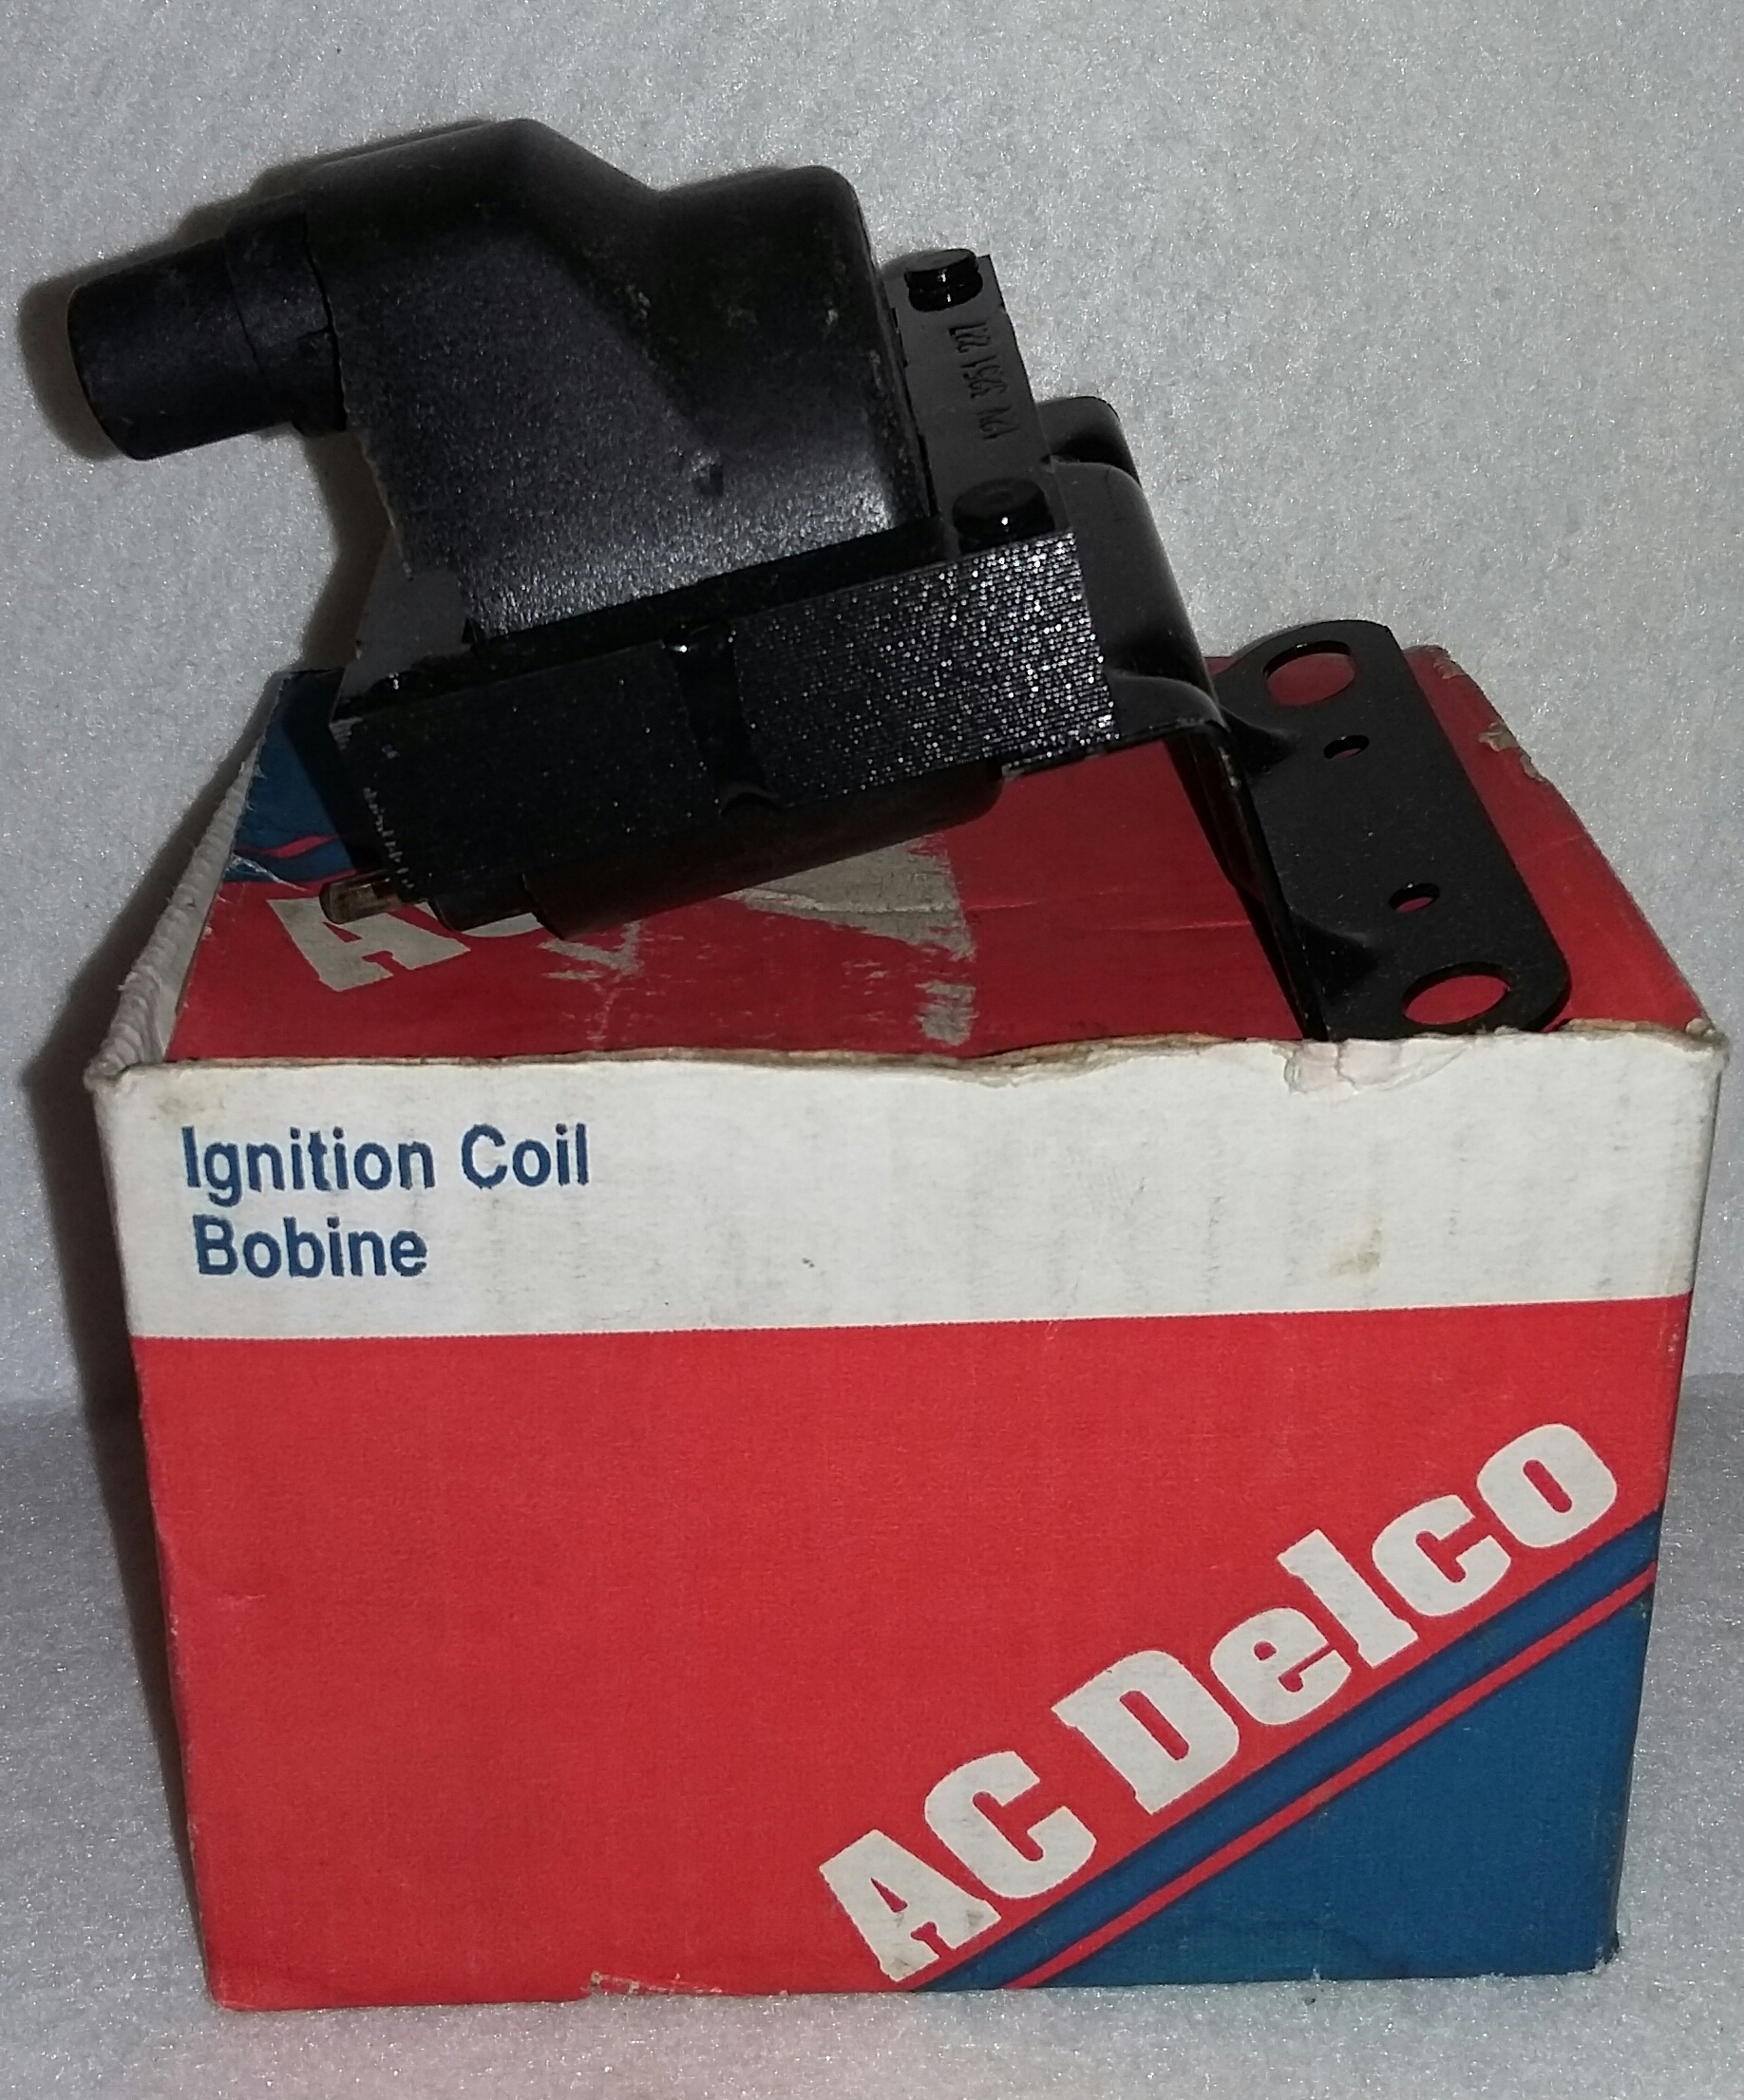 Ignition Coil
Bobine
AC Delco